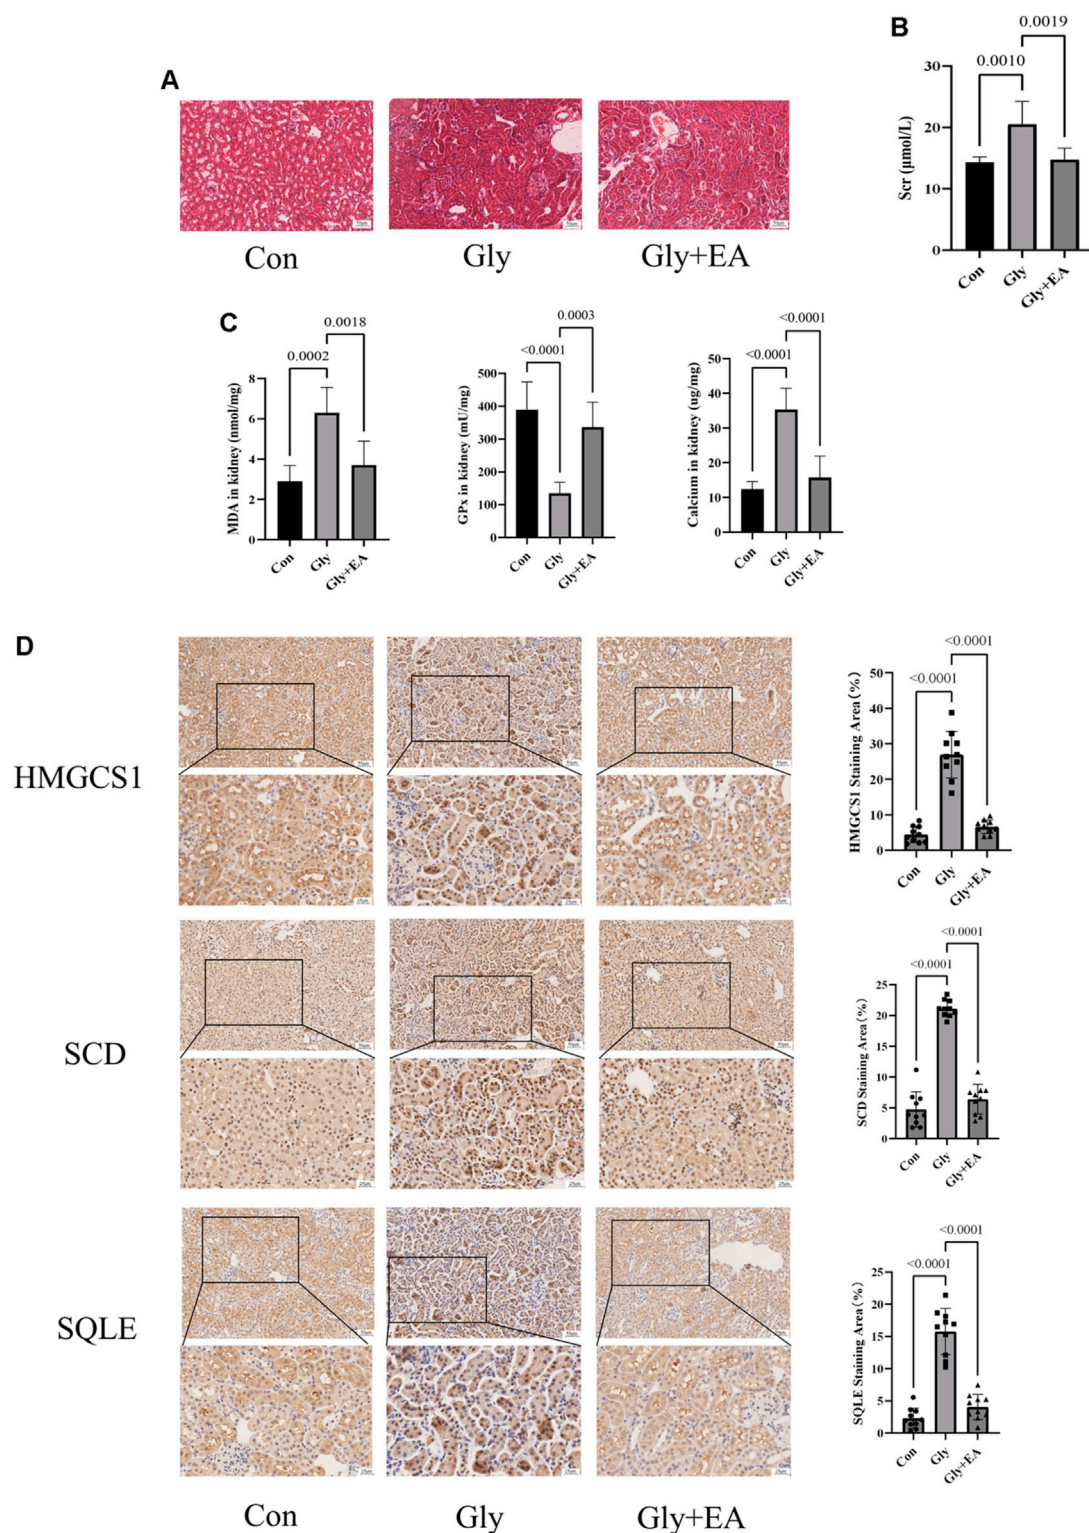 A
Con
Gly
Gly+EA
B
0.0019
0.0010
Scr (μmol/L)
30
20
10
0
Con
Gly
Gly+EA
C
0.0018
0.0002
MDA in kidney (nmol/mg)
8
6
4
2
0
Con
Gly
Gly+EA
0.0003
<0.0001
GPx in kidney (mU/mg)
500
400
300
200
100
0
Con
Gly
Gly+EA
<0.0001
<0.0001
Calcium in kidney (ug/mg)
50
40
30
20
10
0
Con
Gly
Gly+EA
D
HMGCS1
<0.0001
<0.0001
HMGCS1 Staining Area (%)
50
40
30
20
10
0
Con
Gly
Gly+EA
SCD
<0.0001
<0.0001
SCD Staining Area (%)
25
20
15
10
5
0
Con
Gly
Gly+EA
SQLE
<0.0001
<0.0001
SQLE Staining Area (%)
25
20
15
10
5
0
Con
Gly
Gly+EA
Con
Gly
Gly+EA